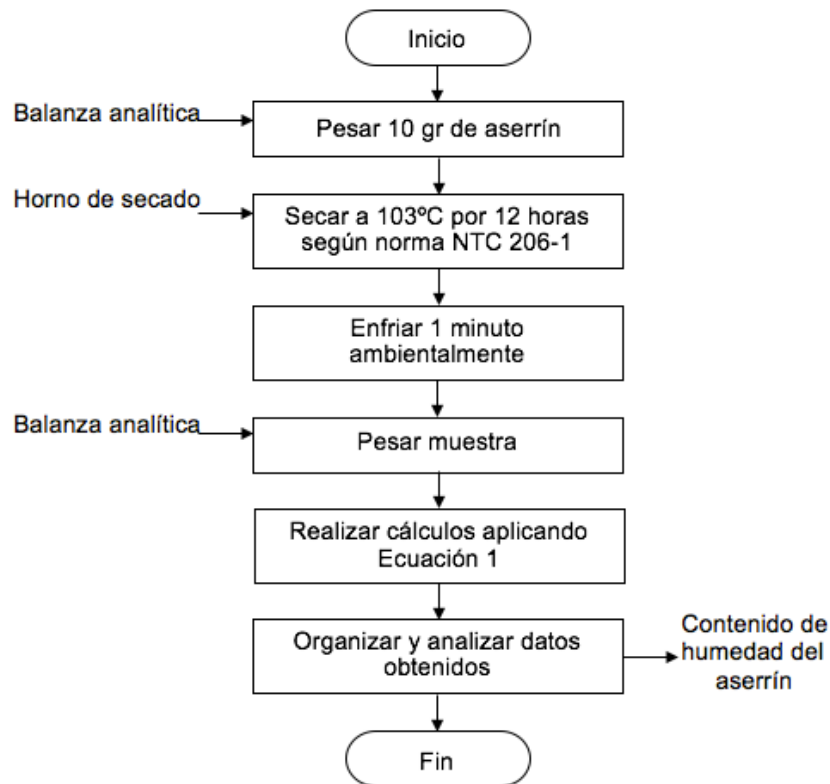 Inicio
Balanza analítica
Pesar 10 gr de aserrín
Horno de secado
Secar a 103ºC por 12 horas
según norma NTC 206-1
Enfriar 1 minuto
ambientalmente
Balanza analítica
Pesar muestra
Realizar cálculos aplicando
Ecuación 1
Organizar y analizar datos
obtenidos
Contenido de
humedad del
aserrín
Fin